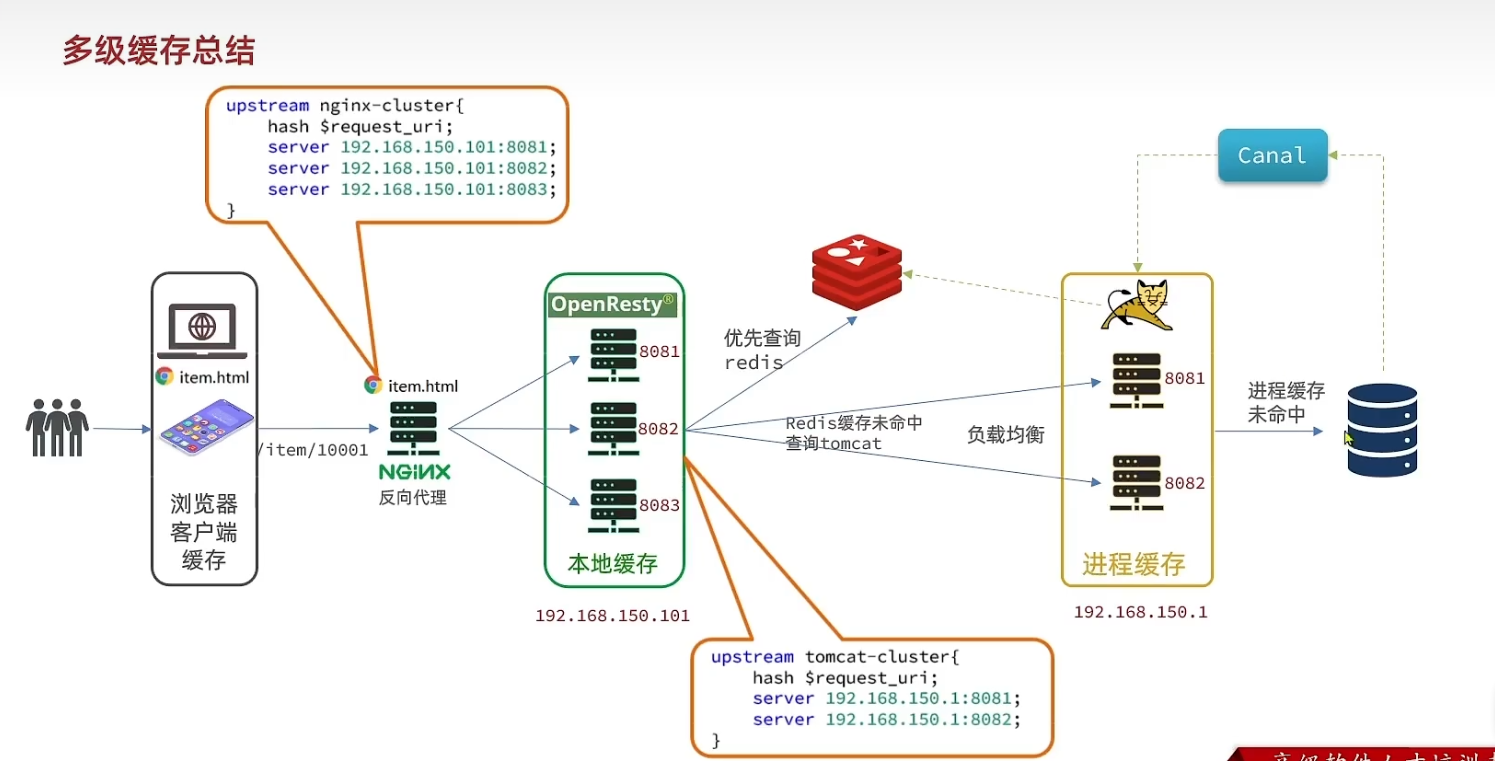 多级缓存总结
upstream nginx-cluster{
hash $request_uri;
server 192.168.150.101:8081;
server 192.168.150.101:8082;
server 192.168.150.101:8083;
}
Canal
item.html
浏览器
客户端
缓存
/item/10001
item.html
NGINX
反向代理
OpenResty®
8081
8082
8083
本地缓存
192.168.150.101
优先查询
redis
Redis缓存未命中
查询tomcat
负载均衡
8081
8082
进程缓存
192.168.150.1
进程缓存
未命中
upstream tomcat-cluster{
hash $request_uri;
server 192.168.150.1:8081;
server 192.168.150.1:8082;
}